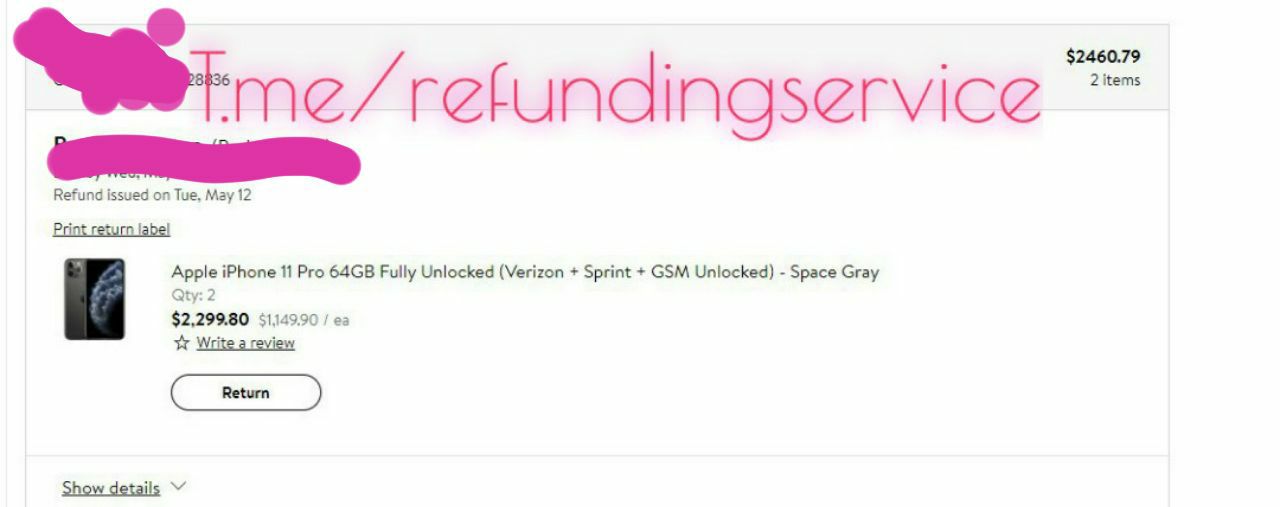 28836
T.me/refundingservice
$2460.79
2 items
Refund issued on Tue, May 12
Print return label
Apple iPhone 11 Pro 64GB Fully Unlocked (Verizon + Sprint + GSM Unlocked) - Space Gray
Qty: 2
$2,299.80 $1,149.90 / ea
Write a review
Return
Show details